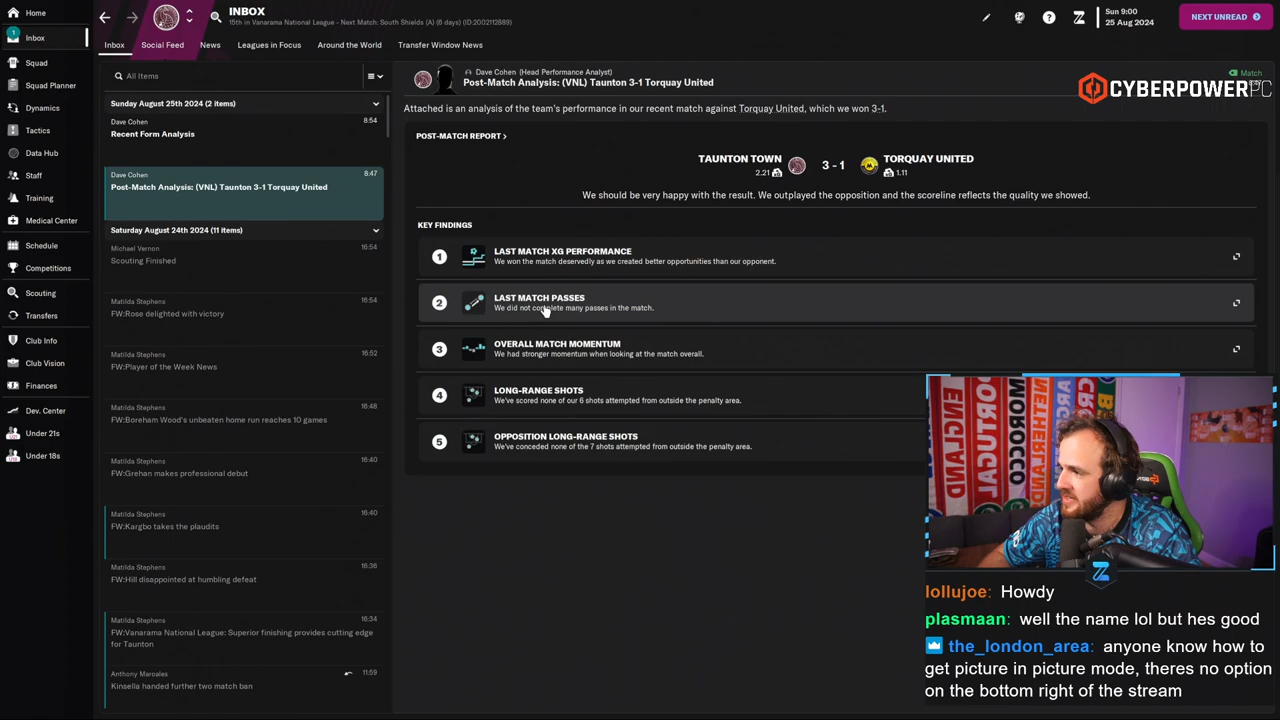 Home
Inbox
1
Squad
Squad Planner
Dynamics
Tactics
Data Hub
Staff
Training
Medical Center
Schedule
Competitions
Scouting
Transfers
Club Info
Club Vision
Finances
Dev. Center
Under 21s
Under 18s
INBOX
15th in Vanarama National League - Next Match: South Shields (A) (6 days) (ID:2002112889)
Sun 9:00
25 Aug 2024
NEXT UNREAD
Inbox
Social Feed
News
Leagues in Focus
Around the World
Transfer Window News
All Items
Sunday August 25th 2024 (2 items)
Dave Cohen 8:54
Recent Form Analysis
Dave Cohen 8:47
Post-Match Analysis: (VNL) Taunton 3-1 Torquay United
Saturday August 24th 2024 (11 items)
Michael Vernon 16:54
Scouting Finished
Matilda Stephens 16:54
FW:Rose delighted with victory
Matilda Stephens 16:52
FW:Player of the Week News
Matilda Stephens 16:48
FW:Boreham Wood's unbeaten home run reaches 10 games
Matilda Stephens 16:40
FW:Grehan makes professional debut
Matilda Stephens 16:40
FW:Kargbo takes the plaudits
Matilda Stephens 16:36
FW:Hill disappointed at humbling defeat
Matilda Stephens 16:34
FW:Vanarama National League: Superior finishing provides cutting edge
for Taunton
Anthony Maroales 11:59
Kinsella handed further two match ban
Dave Cohen (Head Performance Analyst)
Post-Match Analysis: (VNL) Taunton 3-1 Torquay United
Match
CYBERPOWERPC
Attached is an analysis of the team's performance in our recent match against Torquay United, which we won 3-1.
POST-MATCH REPORT >
TAUNTON TOWN 3 - 1 TORQUAY UNITED
2.21 1.11
We should be very happy with the result. We outplayed the opposition and the scoreline reflects the quality we showed.
KEY FINDINGS
1 LAST MATCH XG PERFORMANCE
We won the match deservedly as we created better opportunities than our opponent.
2 LAST MATCH PASSES
We did not complete many passes in the match.
3 OVERALL MATCH MOMENTUM
We had stronger momentum when looking at the match overall.
4 LONG-RANGE SHOTS
We've scored none of our 6 shots attempted from outside the penalty area.
5 OPPOSITION LONG-RANGE SHOTS
We've conceded none of the 7 shots attempted from outside the penalty area.
ENGLAND
PORTUGAL
MOROCCO
NETHERLAND
lollujoe: Howdy
plasmaan: well the name lol but hes good
the_london_area: anyone know how to
get picture in picture mode, theres no option
on the bottom right of the stream